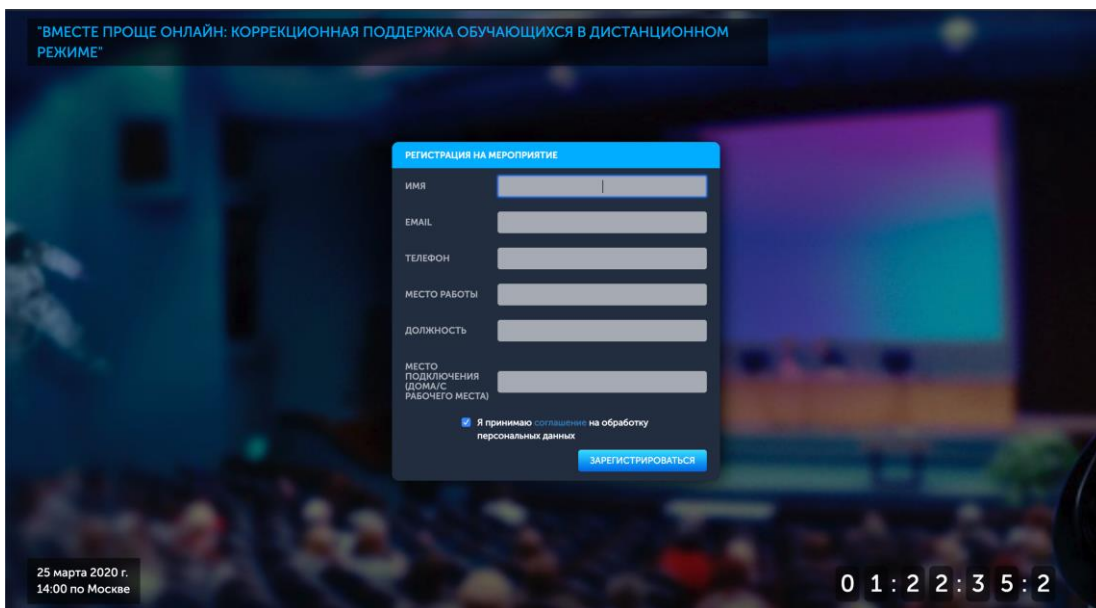 "ВМЕСТЕ ПРОЩЕ ОНЛАЙН: КОРРЕКЦИОННАЯ ПОДДЕРЖКА ОБУЧАЮЩИХСЯ В ДИСТАНЦИОННОМ
РЕЖИМЕ"
РЕГИСТРАЦИЯ НА МЕРОПРИЯТИЕ
ИМЯ
EMAIL
ТЕЛЕФОН
МЕСТО РАБОТЫ
ДОЛЖНОСТЬ
МЕСТО
ПОДКЛЮЧЕНИЯ
(ДОМА/С
РАБОЧЕГО МЕСТА)
Я принимаю соглашение на обработку
персональных данных
ЗАРЕГИСТРИРОВАТЬСЯ
25 марта 2020 г.
14:00 по Москве
0 1:2 2:3 5:2